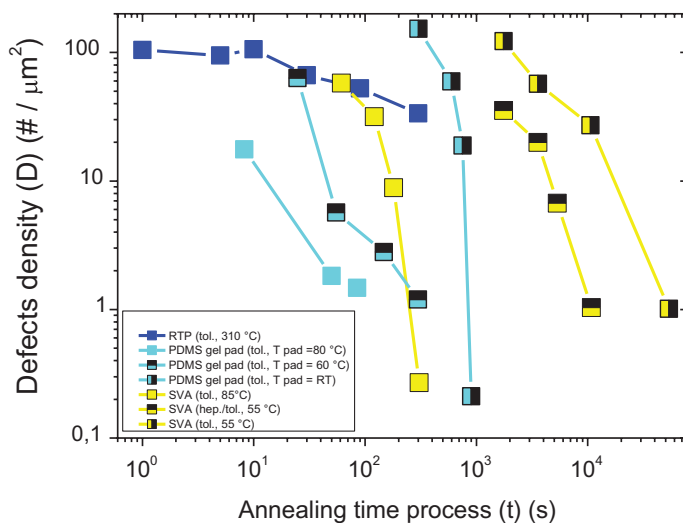 Defects density (D) (# / μm²)
100
10
1
0,1
RTP (tol., 310 °C)
PDMS gel pad (tol., T pad =80 °C)
PDMS gel pad (tol., T pad = 60 °C)
PDMS gel pad (tol., T pad = RT)
SVA (tol., 85°C)
SVA (hep./tol., 55 °C)
SVA (tol., 55 °C)
10⁰ 10¹ 10² 10³ 10⁴
Annealing time process (t) (s)